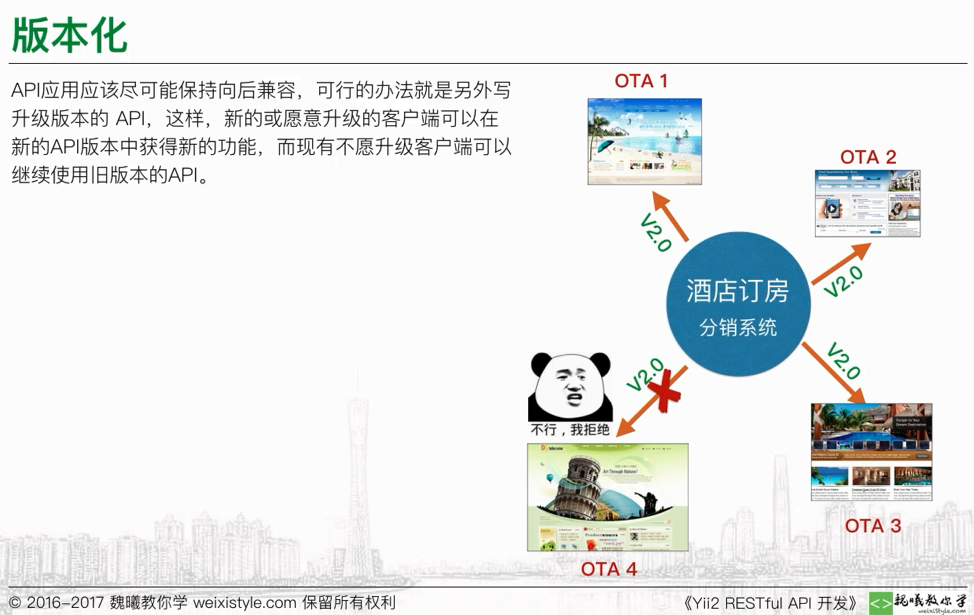 版本化
API应用应该尽可能保持向后兼容，可行的办法就是另外写
升级版本的 API，这样，新的或愿意升级的客户端可以在
新的API版本中获得新的功能，而现有不愿升级客户端可以
继续使用旧版本的API。
OTA 1
OTA 2
V2.0
V2.0
酒店订房
分销系统
V2.0
V2.0
不行，我拒绝
OTA 3
OTA 4
© 2016-2017 魏曦教你学 weixistyle.com 保留所有权利
《Yii2 RESTful API 开发》
<> 魏曦教你学
weixistyle.com